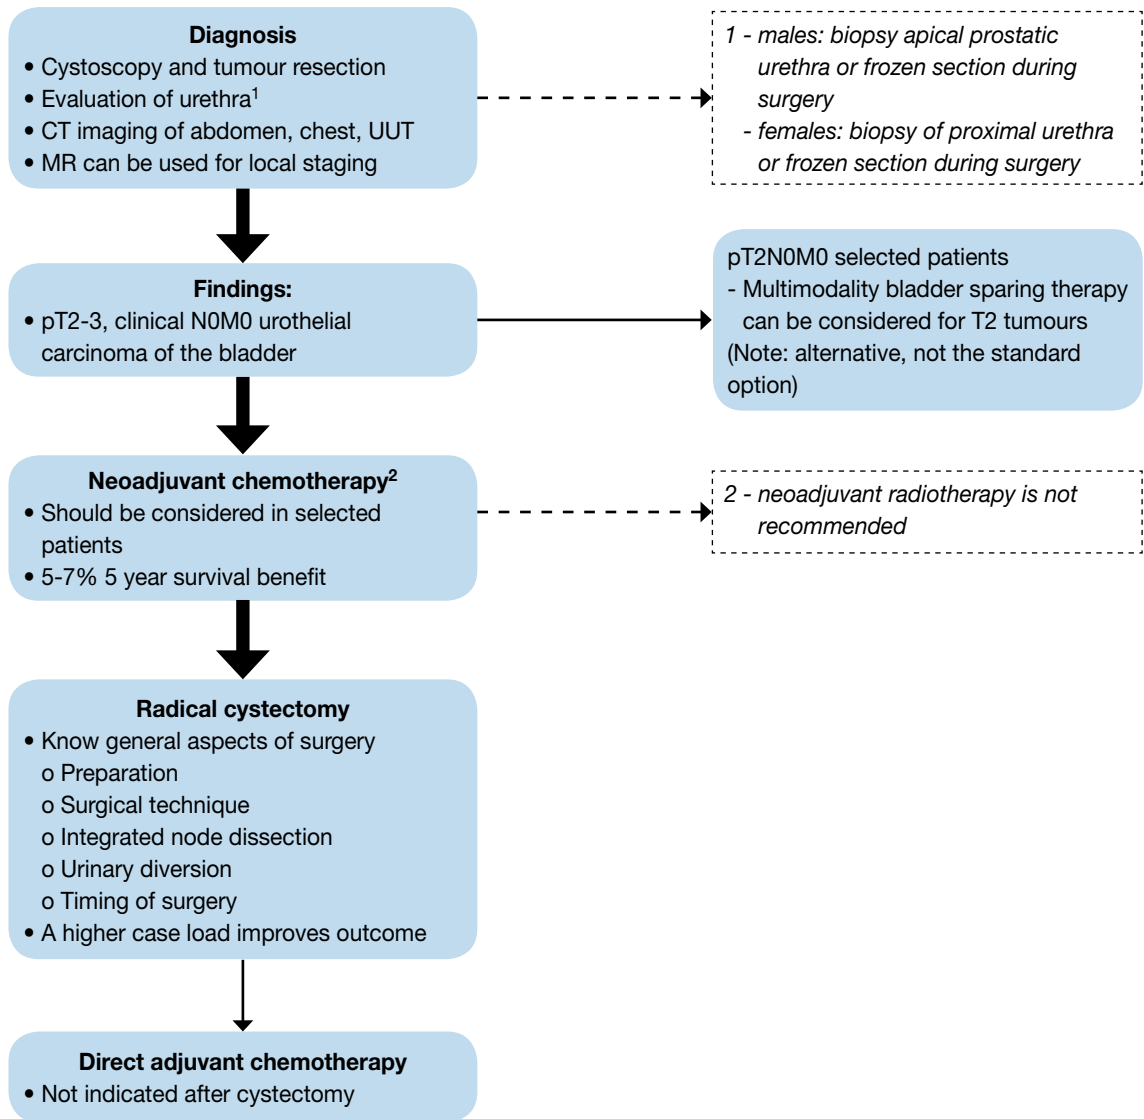 Diagnosis
• Cystoscopy and tumour resection
• Evaluation of urethra1
• CT imaging of abdomen, chest, UUT
• MR can be used for local staging
1 - males: biopsy apical prostatic
urethra or frozen section during
surgery
- females: biopsy of proximal urethra
or frozen section during surgery
Findings:
• pT2-3, clinical N0M0 urothelial
carcinoma of the bladder
pT2N0M0 selected patients
- Multimodality bladder sparing therapy
can be considered for T2 tumours
(Note: alternative, not the standard
option)
Neoadjuvant chemotherapy2
• Should be considered in selected
patients
• 5-7% 5 year survival benefit
2 - neoadjuvant radiotherapy is not
recommended
Radical cystectomy
• Know general aspects of surgery
o Preparation
o Surgical technique
o Integrated node dissection
o Urinary diversion
o Timing of surgery
• A higher case load improves outcome
Direct adjuvant chemotherapy
• Not indicated after cystectomy